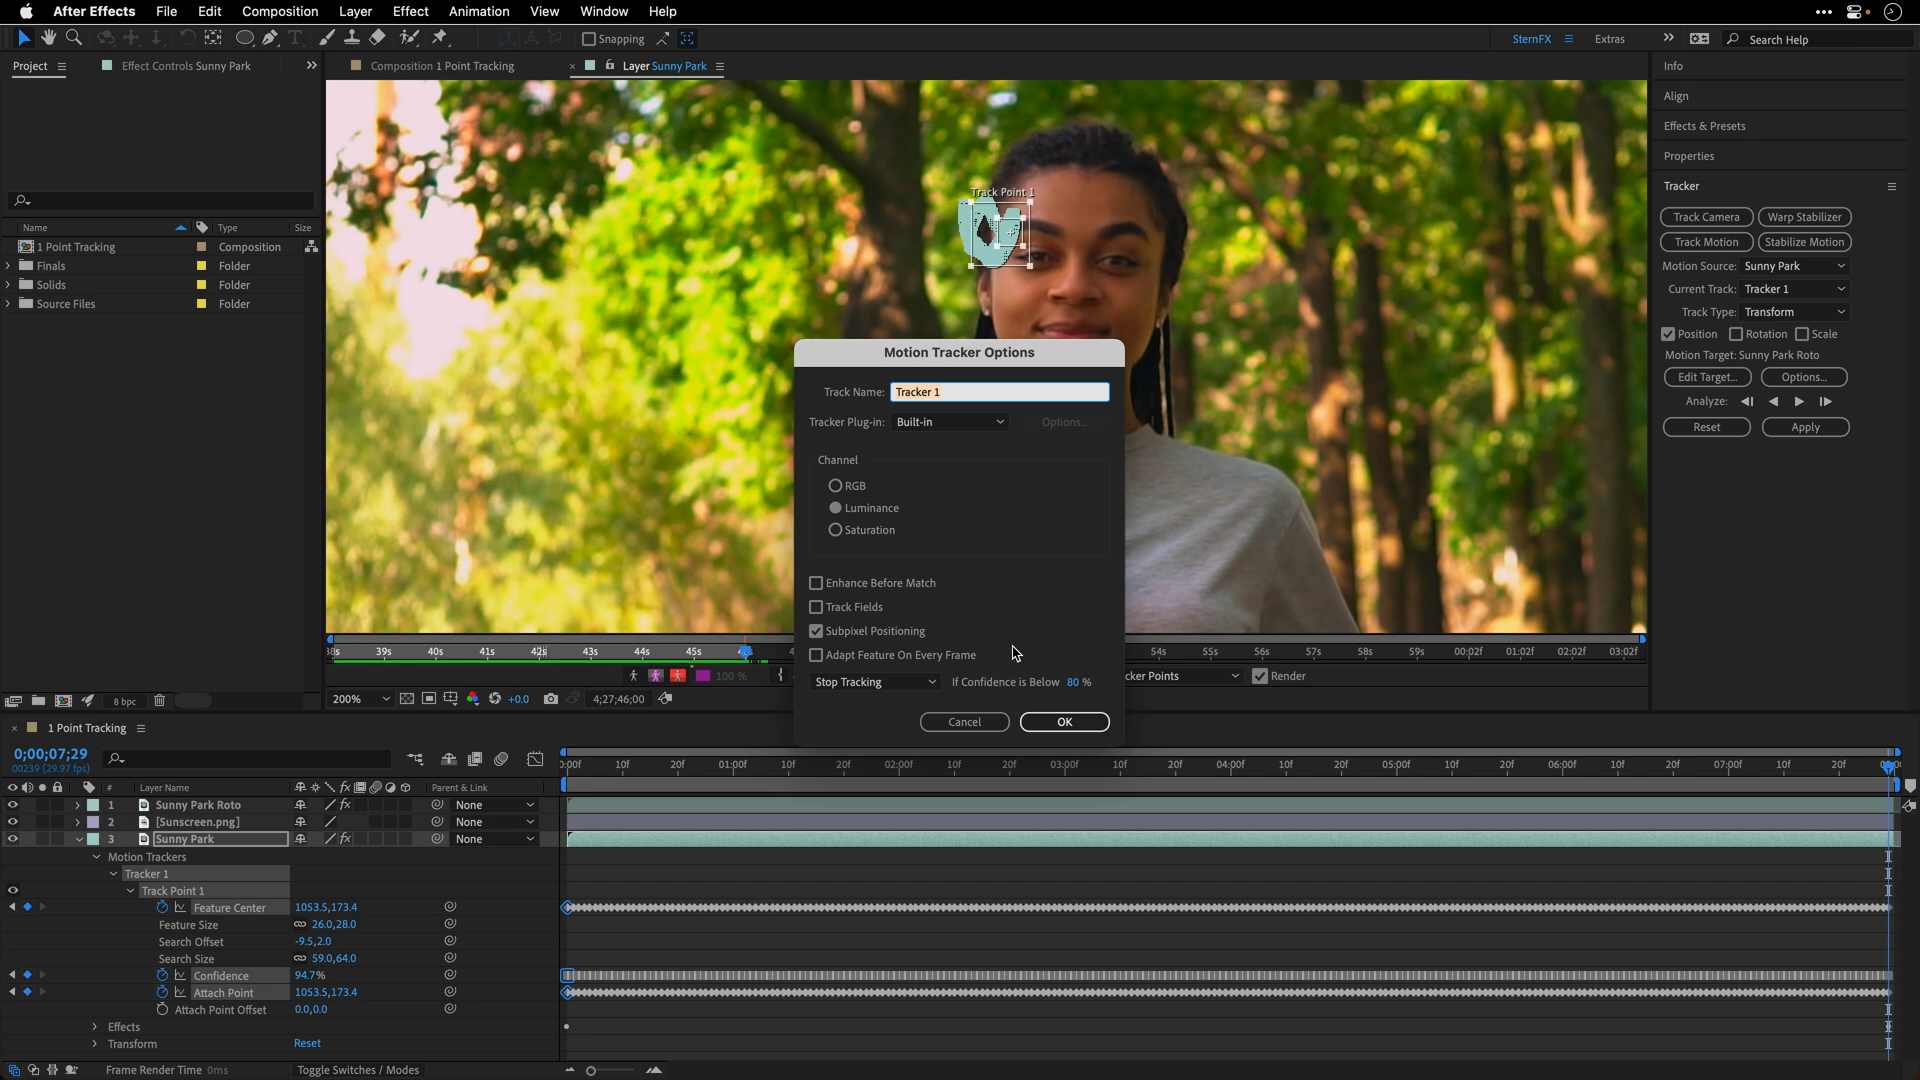 After Effects File Edit Composition Layer Effect Animation View Window Help
Snapping
SternFX
Extras
Search Help
Project
Effect Controls Sunny Park
Composition 1 Point Tracking
Layer Sunny Park
Name Type Size
1 Point Tracking Composition
Finals Folder
Solids Folder
Source Files Folder
8 bpc
Track Point 1
Info
Align
Effects & Presets
Properties
Tracker
Track Camera Warp Stabilizer
Track Motion Stabilize Motion
Motion Source: Sunny Park
Current Track: Tracker 1
Track Type: Transform
Position Rotation Scale
Motion Target: Sunny Park Roto
Edit Target... Options...
Analyze:
Reset Apply
Motion Tracker Options
Track Name: Tracker 1
Tracker Plug-in: Built-in Options...
Channel
RGB
Luminance
Saturation
Enhance Before Match
Track Fields
Subpixel Positioning
Adapt Feature On Every Frame
Stop Tracking If Confidence is Below 80 %
Cancel OK
39s 40s 41s 42s 43s 44s 45s 54s 55s 56s 57s 58s 59s 00:02f 01:02f 02:02f 03:02f
100 %
cker Points
Render
200% +0.0 4;27;46;00
1 Point Tracking
0;00;07;29
00239 (29.97 fps)
:00f 10f 20f 01:00f 10f 20f 02:00f 10f 20f 03:00f 10f 20f 04:00f 10f 20f 05:00f 10f 20f 06:00f 10f 20f 07:00f 10f 20f
# Layer Name Parent & Link
1 Sunny Park Roto None
2 [Sunscreen.png] None
3 Sunny Park None
Motion Trackers
Tracker 1
Track Point 1
Feature Center 1053.5,173.4
Feature Size 26.0,28.0
Search Offset -9.5,2.0
Search Size 59.0,64.0
Confidence 94.7%
Attach Point 1053.5,173.4
Attach Point Offset 0.0,0.0
Effects
Transform Reset
Frame Render Time 0ms Toggle Switches / Modes